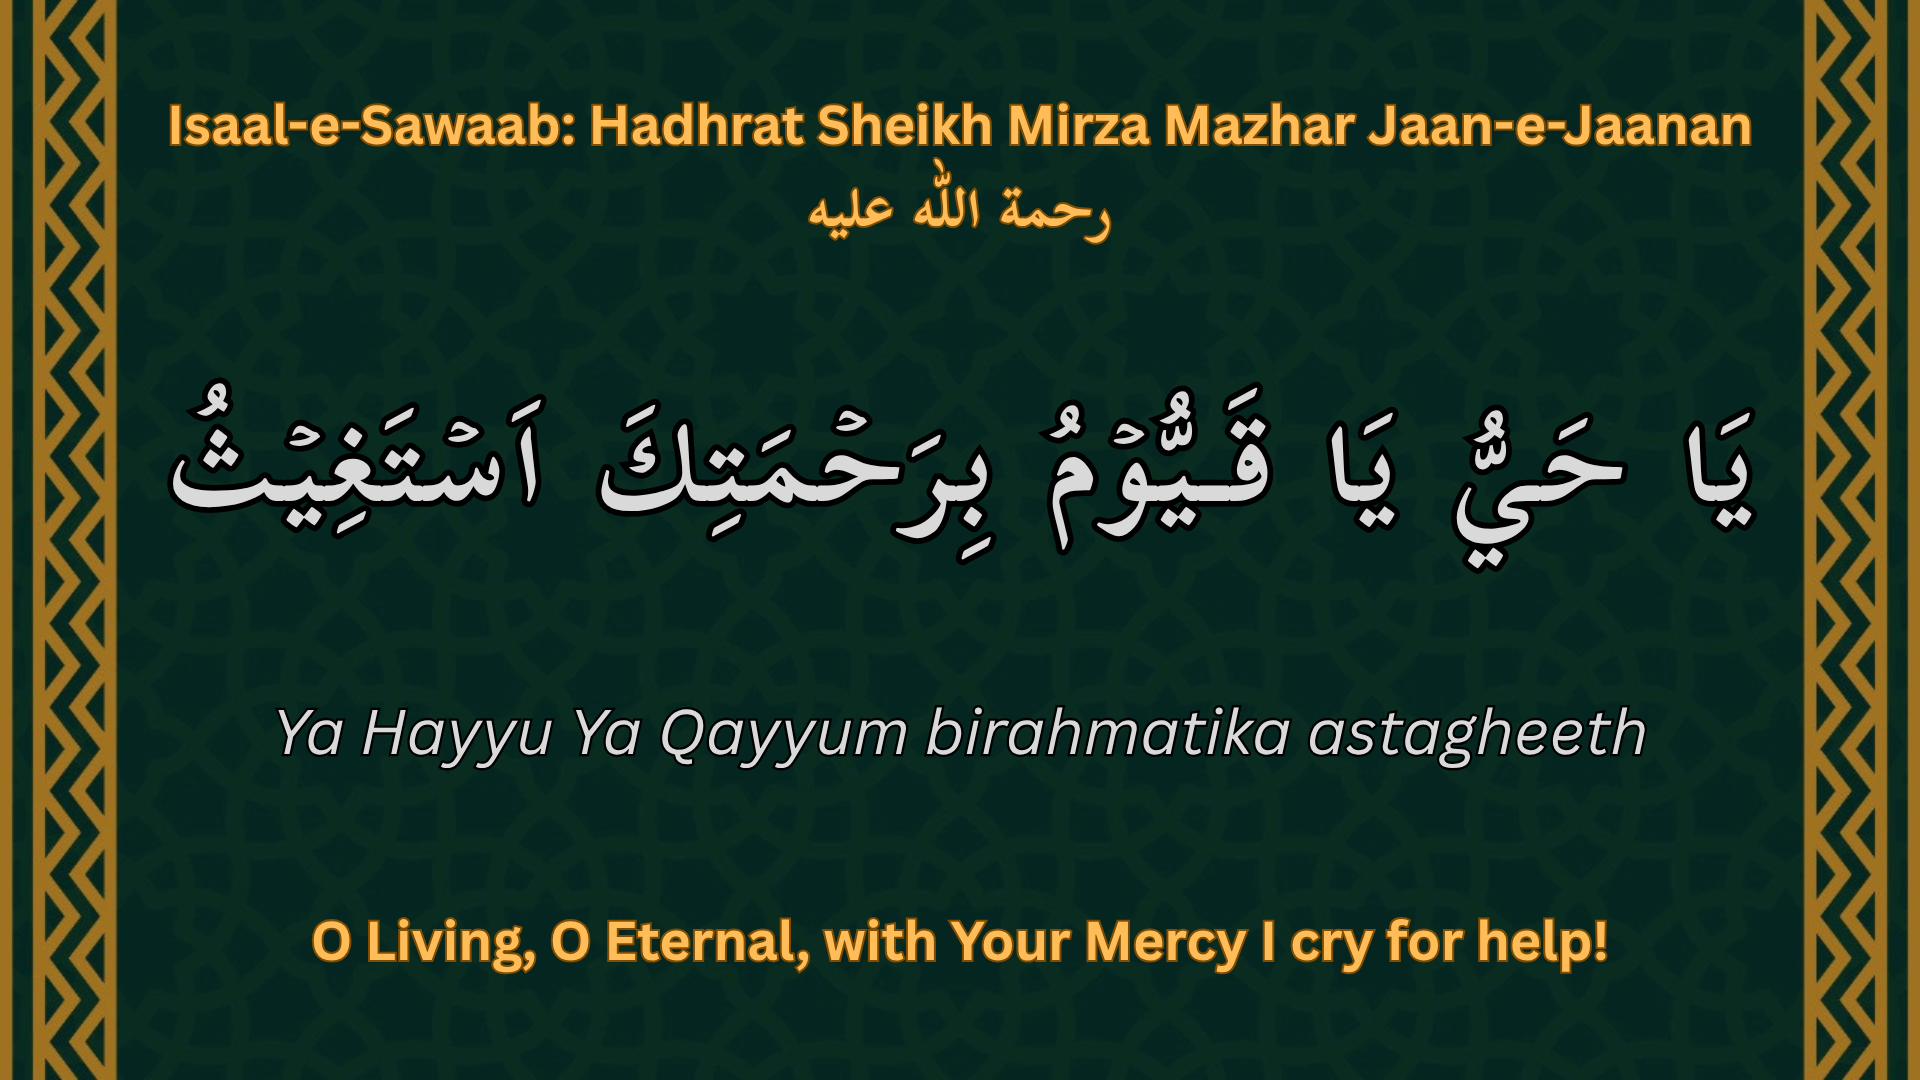 Isaal-e-Sawaab: Hadhrat Sheikh Mirza Mazhar Jaan-e-Jaanan
رحمة الله عليه
يَا حَيُّ يَا قَـيُّوْمُ بِرَحْمَتِكَ اَسْتَغِيْثُ
Ya Hayyu Ya Qayyum birahmatika astagheeth
O Living, O Eternal, with Your Mercy I cry for help!